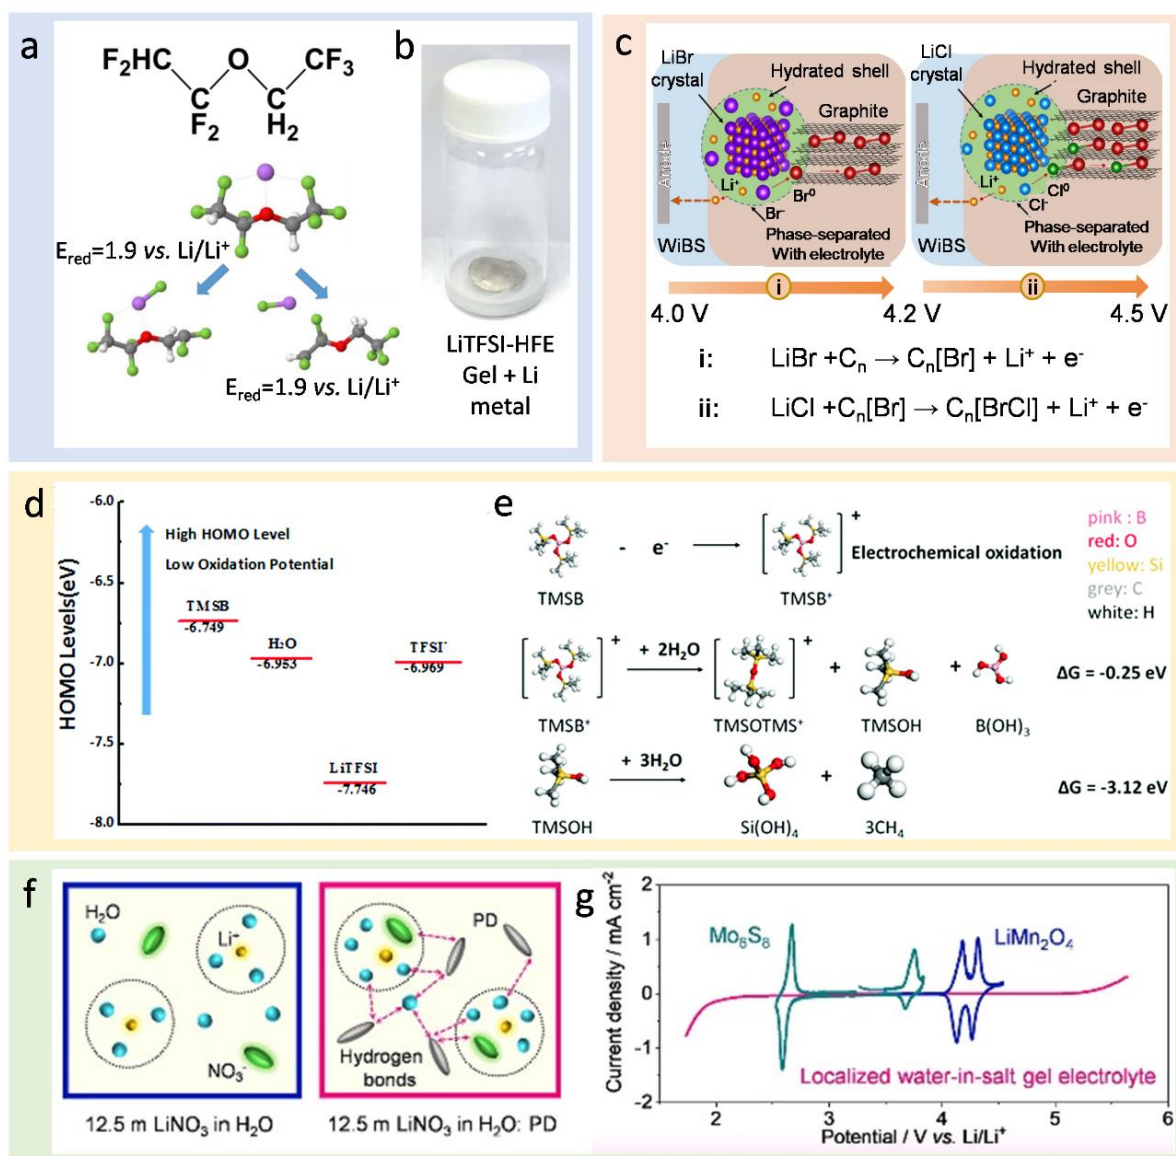 a
F₂HC O CF₃
C C
F₂ H₂
E_red=1.9 vs. Li/Li⁺
E_red=1.9 vs. Li/Li⁺
b
LiTFSI-HFE
Gel + Li
metal
c
LiBr
crystal
Hydrated shell
Graphite
Anode
Li⁺
Br⁰
Br⁻
WiBS
Phase-separated
With electrolyte
LiCl
crystal
Hydrated shell
Graphite
Anode
Li⁺
Cl⁰
Cl⁻
WiBS
Phase-separated
With electrolyte
i
ii
4.0 V
4.2 V
4.5 V
i: LiBr +Cₙ → Cₙ[Br] + Li⁺ + e⁻
ii: LiCl +Cₙ[Br] → Cₙ[BrCl] + Li⁺ + e⁻
d
HOMO Levels(eV)
-6.0
-6.5
-7.0
-7.5
-8.0
High HOMO Level
Low Oxidation Potential
TMSB
-6.749
H₂O
-6.953
TFSI⁻
-6.969
LiTFSI
-7.746
e
- e⁻
+
Electrochemical oxidation
TMSB
TMSB⁺
pink : B
red: O
yellow: Si
grey: C
white: H
+
+ 2H₂O
+
+
+
ΔG = -0.25 eV
TMSB⁺
TMSOTMS⁺
TMSOH
B(OH)₃
+ 3H₂O
+
ΔG = -3.12 eV
TMSOH
Si(OH)₄
3CH₄
f
H₂O
Li⁺
NO₃⁻
12.5 m LiNO₃ in H₂O
PD
Hydrogen
bonds
12.5 m LiNO₃ in H₂O: PD
g
Current density / mA cm⁻²
2
1
0
-1
-2
Mo₆S₈
LiMn₂O₄
Localized water-in-salt gel electrolyte
2 3 4 5 6
Potential / V vs. Li/Li⁺